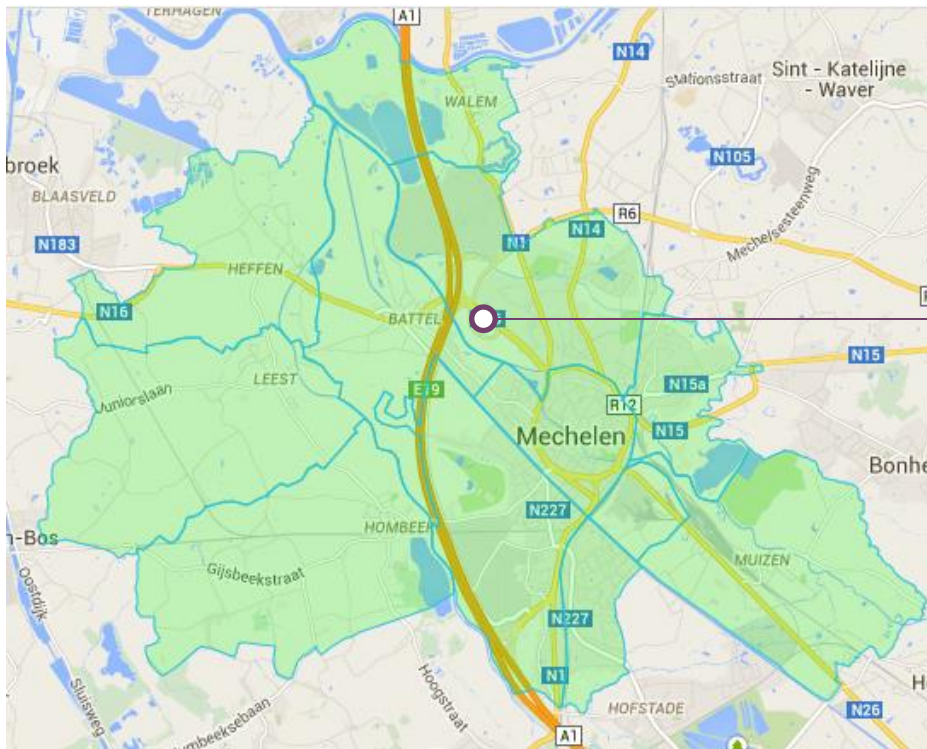 TERHAGEN
A1
N14
Sint - Katelijne
- Waver
Stationsstraat
WALEM
N105
broek
BLAASVELD
Mechelsesteenweg
R6
N183
N1
N14
HEFFEN
N16
BATTEL
N15
LEEST
Juniorslaan
E19
N15a
R12
N15
Mechelen
Bonhe
N227
HOMBEEK
n-Bos
MUIZEN
Gijsbeekstraat
Oostdijk
N227
N1
Hoogstraat
HOFSTADE
H
Sluisweg
N26
A1